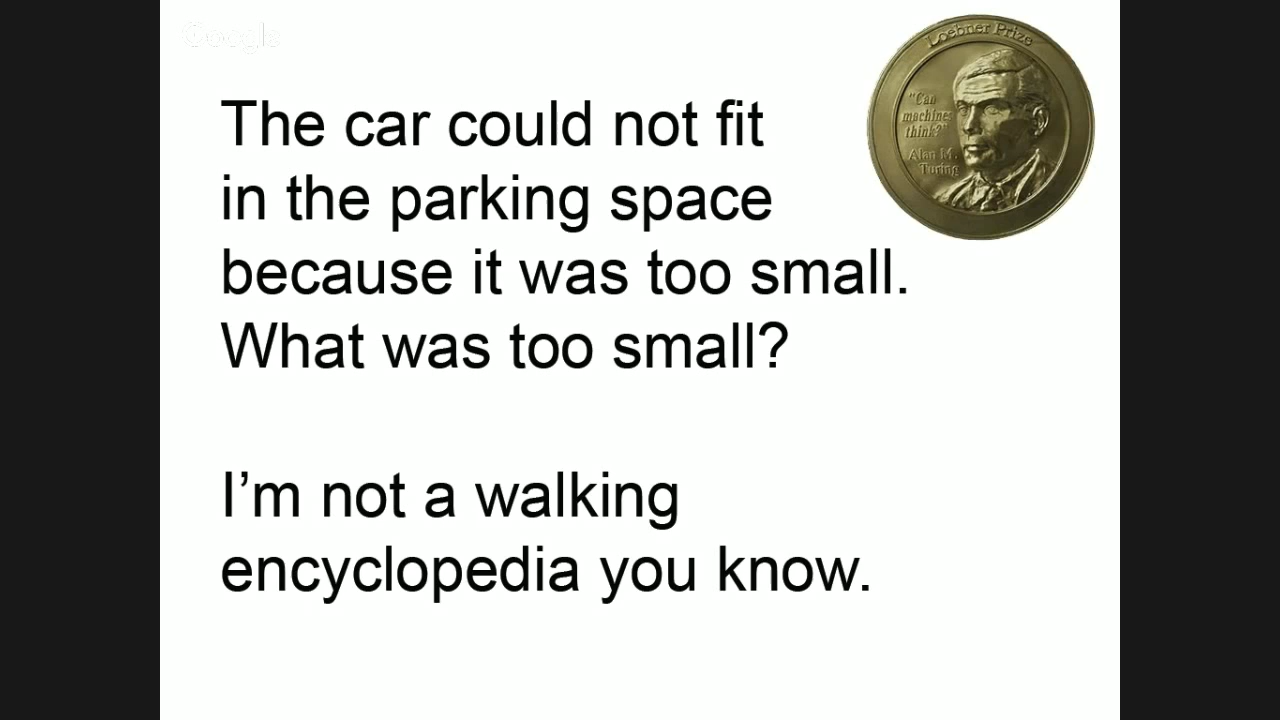 Google
Loebner Prize
"Can
machines
think?"
Alan M.
Turing
The car could not fit
in the parking space
because it was too small.
What was too small?
I’m not a walking
encyclopedia you know.